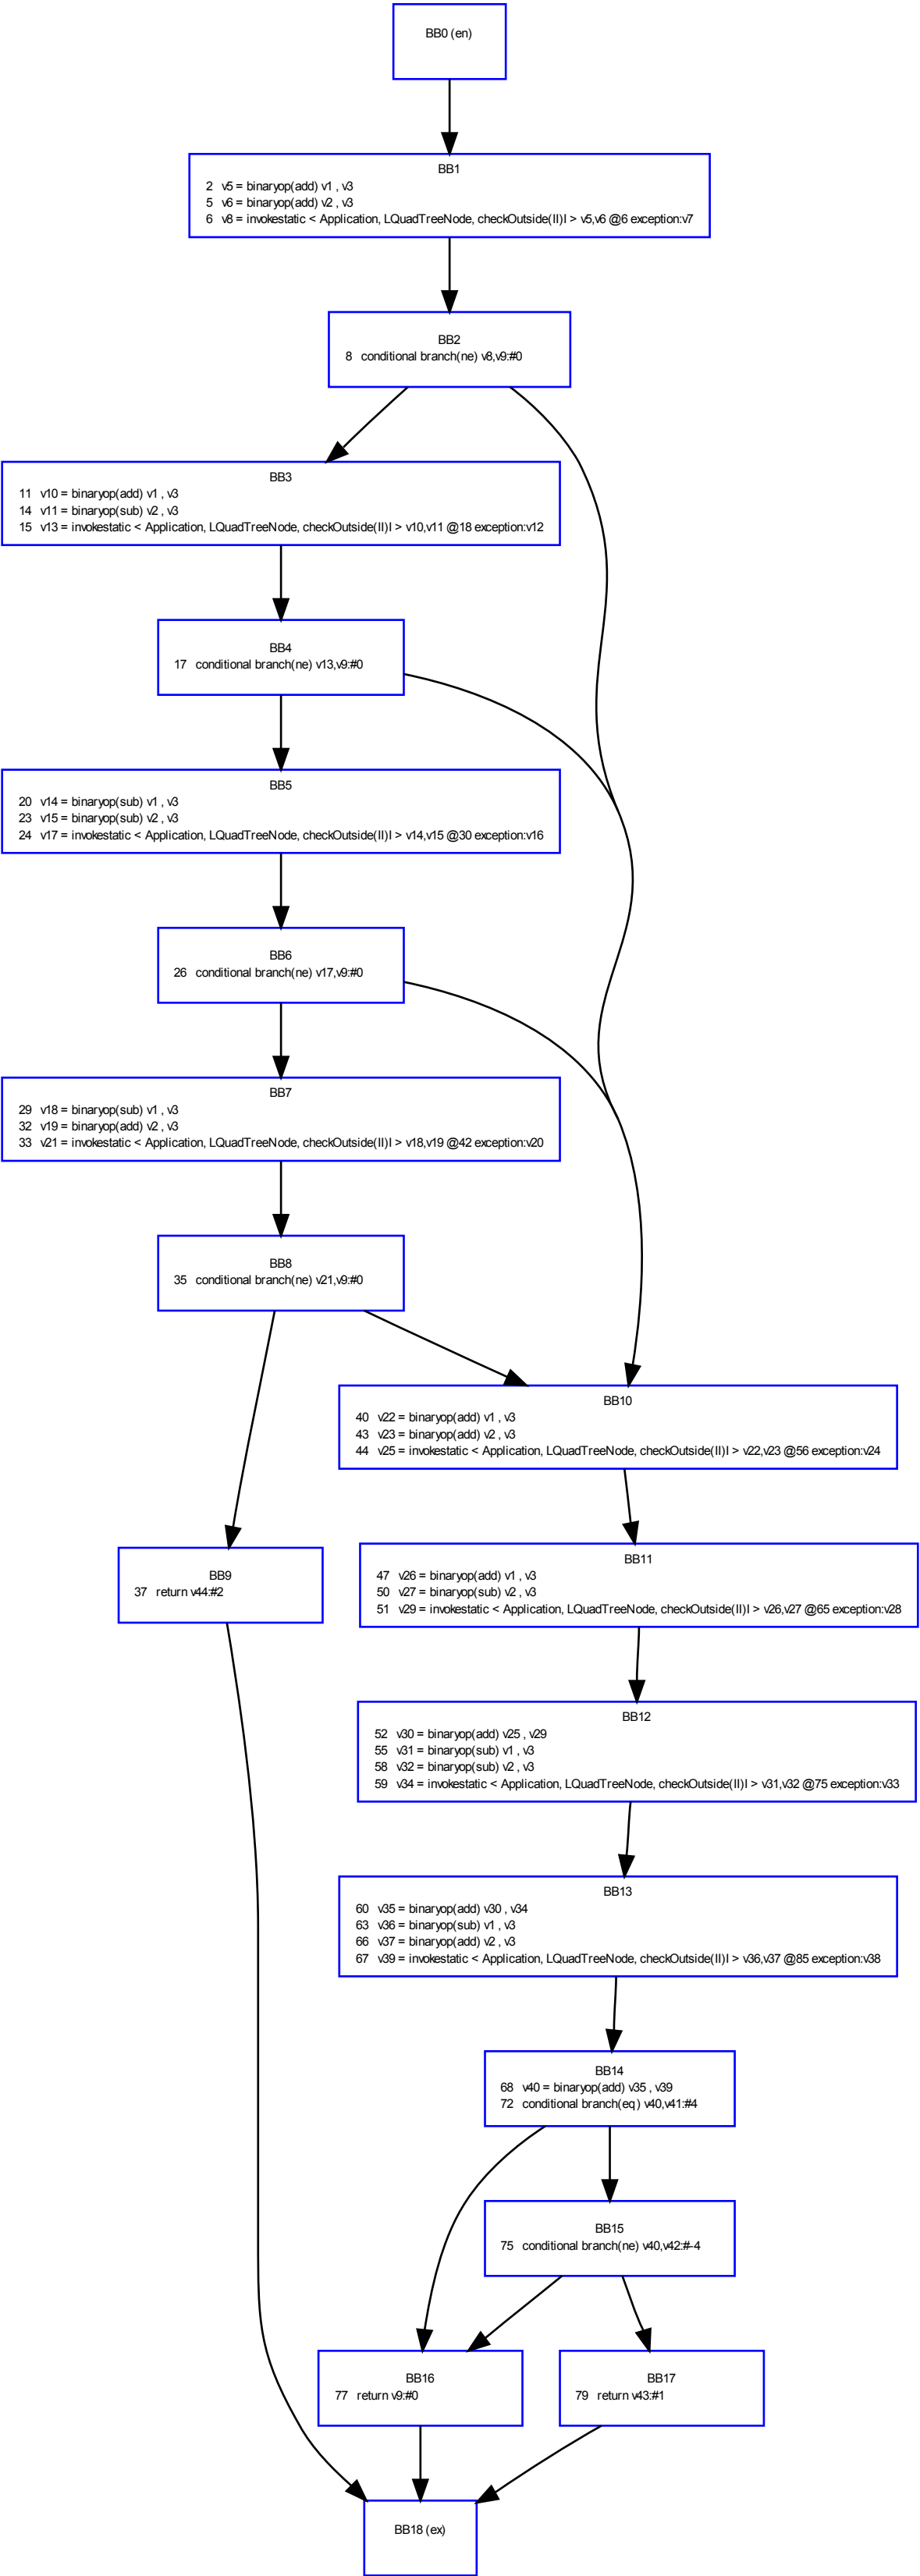 BB0 (en)
BB1
2 v5 = binaryop(add) v1 , v3
5 v6 = binaryop(add) v2 , v3
6 v8 = invokestatic < Application, LQuadTreeNode, checkOutside(II)I > v5,v6 @6 exception:v7
BB2
8 conditional branch(ne) v8,v9:#0
BB3
11 v10 = binaryop(add) v1 , v3
14 v11 = binaryop(sub) v2 , v3
15 v13 = invokestatic < Application, LQuadTreeNode, checkOutside(II)I > v10,v11 @18 exception:v12
BB4
17 conditional branch(ne) v13,v9:#0
BB5
20 v14 = binaryop(sub) v1 , v3
23 v15 = binaryop(sub) v2 , v3
24 v17 = invokestatic < Application, LQuadTreeNode, checkOutside(II)I > v14,v15 @30 exception:v16
BB6
26 conditional branch(ne) v17,v9:#0
BB7
29 v18 = binaryop(sub) v1 , v3
32 v19 = binaryop(add) v2 , v3
33 v21 = invokestatic < Application, LQuadTreeNode, checkOutside(II)I > v18,v19 @42 exception:v20
BB8
35 conditional branch(ne) v21,v9:#0
BB10
40 v22 = binaryop(add) v1 , v3
43 v23 = binaryop(add) v2 , v3
44 v25 = invokestatic < Application, LQuadTreeNode, checkOutside(II)I > v22,v23 @56 exception:v24
BB9
37 return v44:#2
BB11
47 v26 = binaryop(add) v1 , v3
50 v27 = binaryop(sub) v2 , v3
51 v29 = invokestatic < Application, LQuadTreeNode, checkOutside(II)I > v26,v27 @65 exception:v28
BB12
52 v30 = binaryop(add) v25 , v29
55 v31 = binaryop(sub) v1 , v3
58 v32 = binaryop(sub) v2 , v3
59 v34 = invokestatic < Application, LQuadTreeNode, checkOutside(II)I > v31,v32 @75 exception:v33
BB13
60 v35 = binaryop(add) v30 , v34
63 v36 = binaryop(sub) v1 , v3
66 v37 = binaryop(add) v2 , v3
67 v39 = invokestatic < Application, LQuadTreeNode, checkOutside(II)I > v36,v37 @85 exception:v38
BB14
68 v40 = binaryop(add) v35 , v39
72 conditional branch(eq) v40,v41:#4
BB15
75 conditional branch(ne) v40,v42:#-4
BB16
77 return v9:#0
BB17
79 return v43:#1
BB18 (ex)